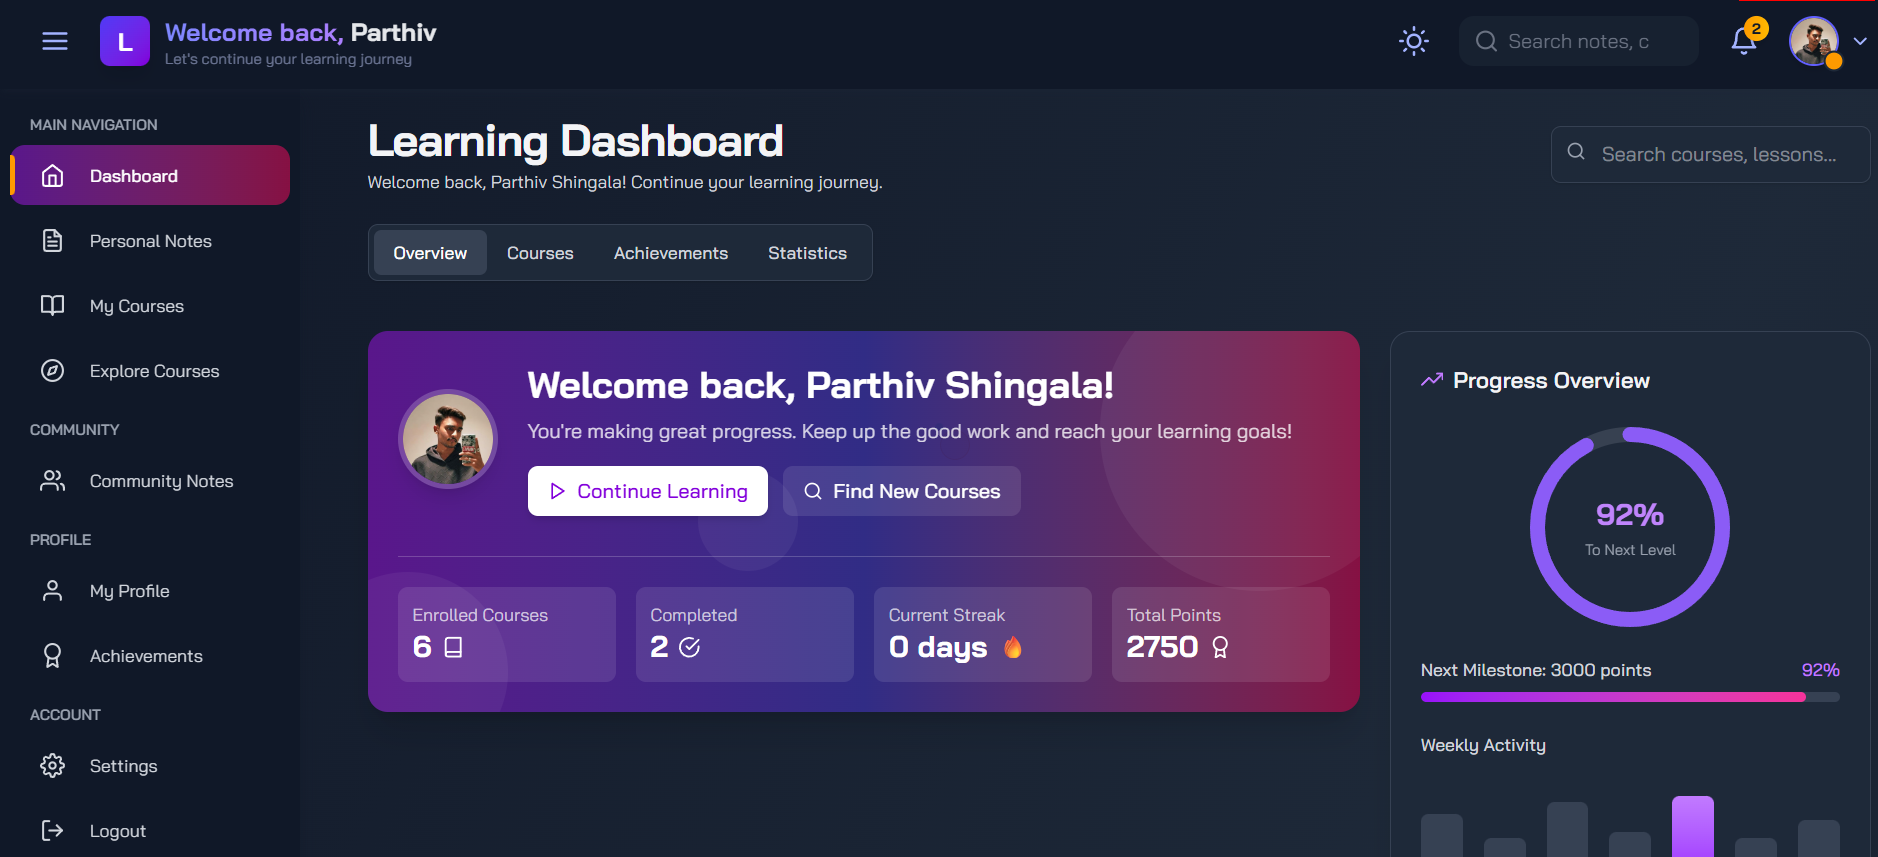 L
Welcome back, Parthiv
Let's continue your learning journey
Search notes, c
2
MAIN NAVIGATION
Dashboard
Personal Notes
My Courses
Explore Courses
COMMUNITY
Community Notes
PROFILE
My Profile
Achievements
ACCOUNT
Settings
Logout
Learning Dashboard
Welcome back, Parthiv Shingala! Continue your learning journey.
Search courses, lessons...
Overview
Courses
Achievements
Statistics
Welcome back, Parthiv Shingala!
You're making great progress. Keep up the good work and reach your learning goals!
Continue Learning
Find New Courses
Enrolled Courses
6
Completed
2
Current Streak
0 days
Total Points
2750
Progress Overview
92%
To Next Level
Next Milestone: 3000 points
92%
Weekly Activity